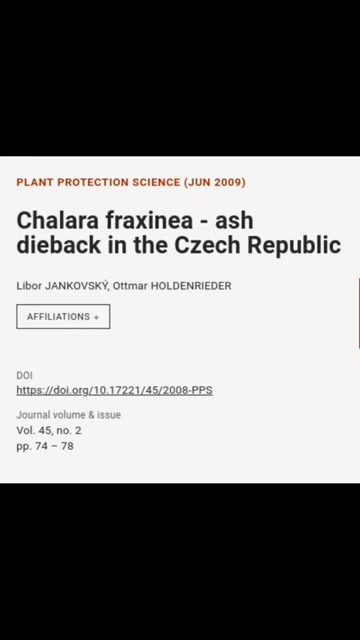 PLANT PROTECTION SCIENCE (JUN 2009)
Chalara fraxinea - ash
dieback in the Czech Republic
Libor JANKOVSKÝ, Ottmar HOLDENRIEDER
AFFILIATIONS +
DOI
https://doi.org/10.17221/45/2008-PPS
Journal volume & issue
Vol. 45, no. 2
pp. 74 – 78